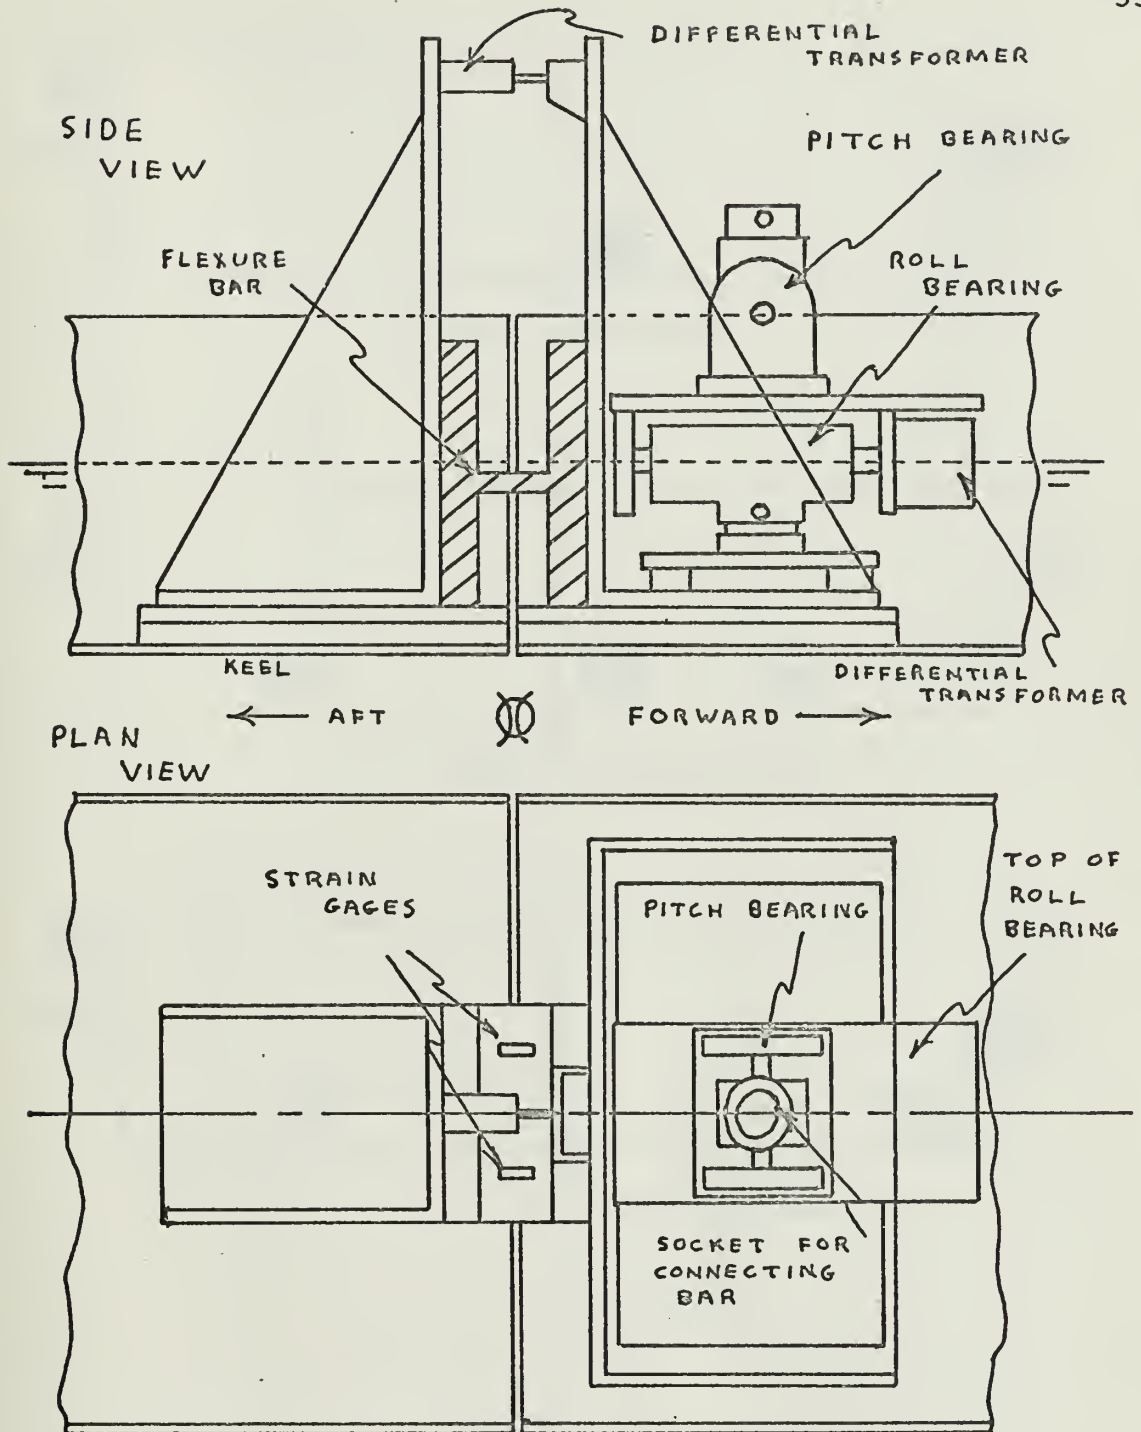 DIFFERENTIAL
TRANSFORMER
SIDE
VIEW
PITCH BEARING
FLEXURE
BAR
ROLL
BEARING
KEEL
DIFFERENTIAL
TRANSFORMER
AFT
FORWARD
PLAN
VIEW
STRAIN
GAGES
PITCH BEARING
TOP OF
ROLL
BEARING
SOCKET FOR
CONNECTING
BAR